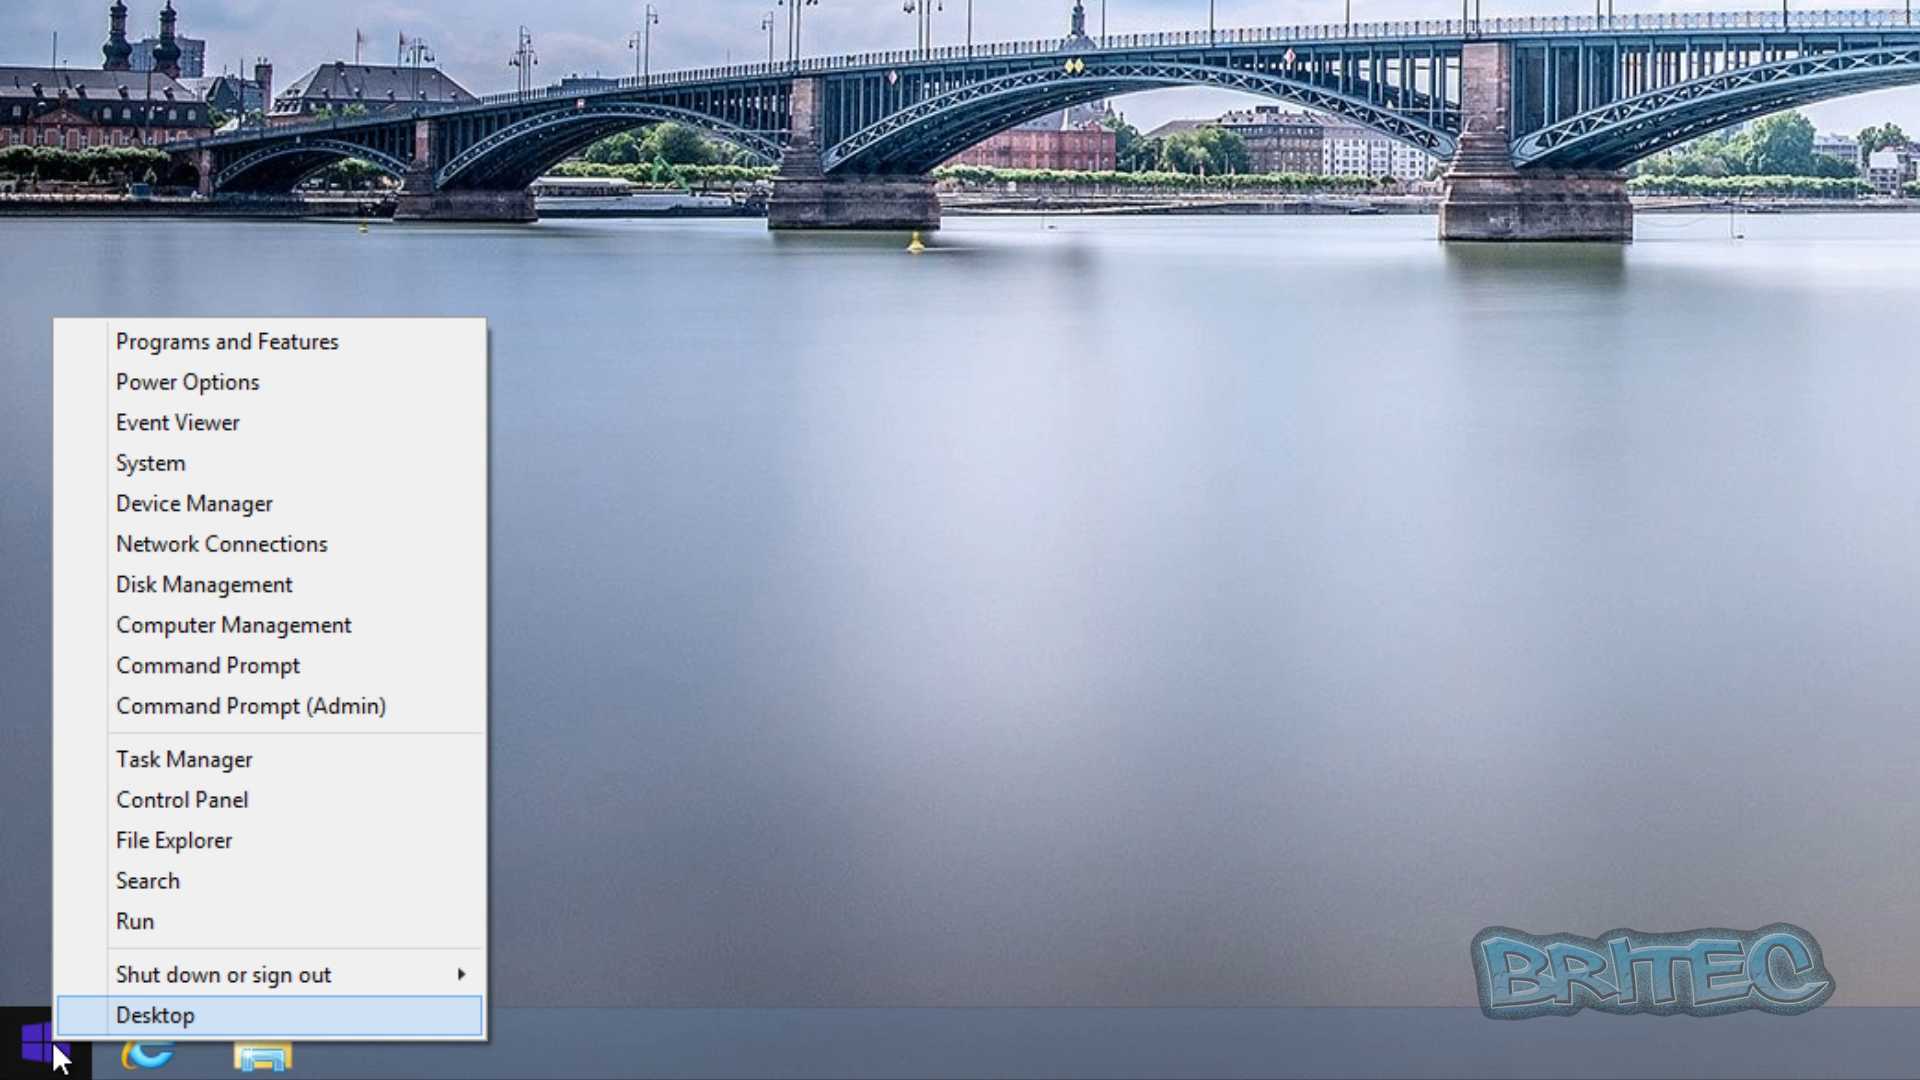 Programs and Features
Power Options
Event Viewer
System
Device Manager
Network Connections
Disk Management
Computer Management
Command Prompt
Command Prompt (Admin)
Task Manager
Control Panel
File Explorer
Search
Run
Shut down or sign out
Desktop
BRITEC